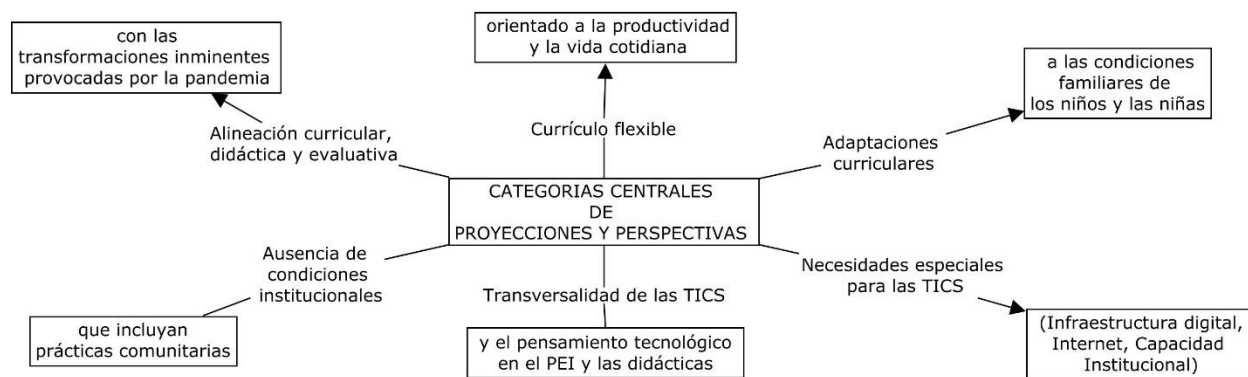 con las
transformaciones inminentes
provocadas por la pandemia
orientado a la productividad
y la vida cotidiana
a las condiciones
familiares de
los niños y las niñas
Alineación curricular,
didáctica y evaluativa
Currículo flexible
Adaptaciones
curriculares
CATEGORIAS CENTRALES
DE
PROYECCIONES Y PERSPECTIVAS
Ausencia de
condiciones
institucionales
Transversalidad de las TICS
Necesidades especiales
para las TICS
que incluyan
prácticas comunitarias
y el pensamiento tecnológico
en el PEI y las didácticas
(Infraestructura digital,
Internet, Capacidad
Institucional)